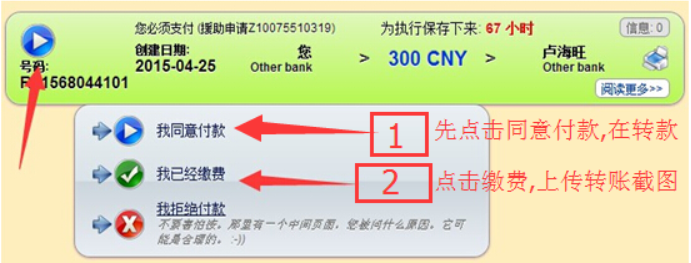 您必须支付 (援助申请Z10075510319)
为执行保存下来: 67 小时
信息: 0
号码:
R 1568044101
创建日期:
2015-04-25
您
Other bank
> 300 CNY >
卢海旺
Other bank
阅读更多>>
我同意付款
1 先点击同意付款,在转款
我已经缴费
2 点击缴费,上传转账截图
我拒绝付款
不要害怕按，那里有一个中间页面，您被问什么原因。它可
能是合理的。:-))